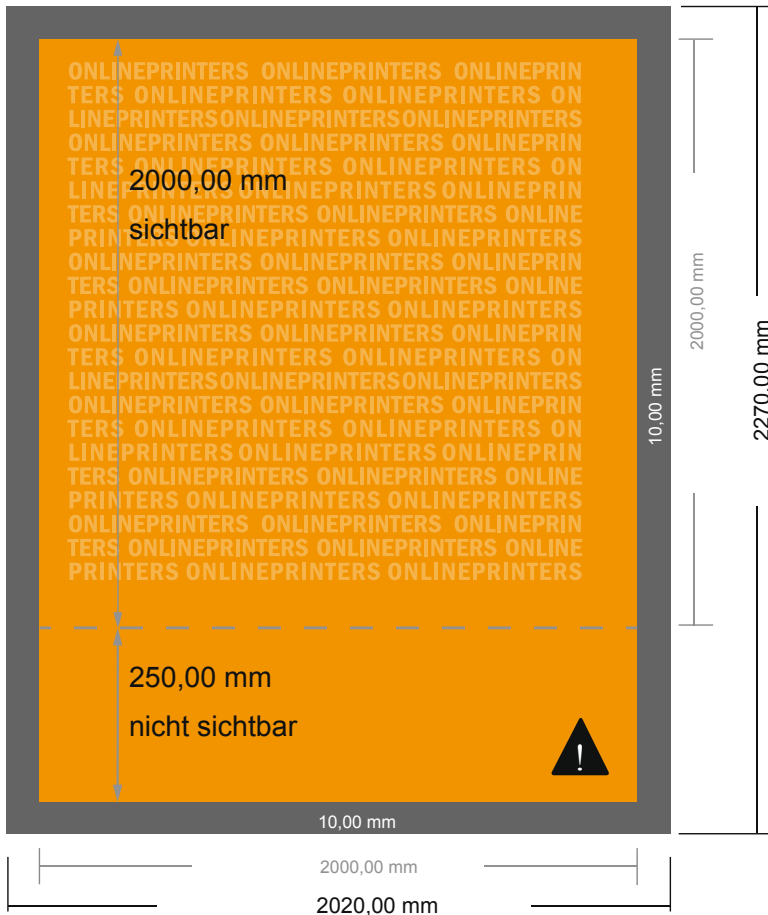 ONLINEPRINTERS ONLINEPRINTERS ONLINEPRIN
TERS ONLINEPRINTERS ONLINEPRINTERS ON
LINEPRINTERSONLINEPRINTERSONLINEPRINTERS
ONLINEPRINTERS ONLINEPRINTERS ONLINEPRIN
TERS ONLINEPRINTERS ONLINEPRINTERS ON
LINEPRINTERS ONLINEPRINTERS ONLINEPRIN
TERS ONLINEPRINTERS ONLINEPRINTERS ONLINE
PRINTERS ONLINEPRINTERS ONLINEPRINTERS
ONLINEPRINTERS ONLINEPRINTERS ONLINEPRIN
TERS ONLINEPRINTERS ONLINEPRINTERS ONLINE
PRINTERS ONLINEPRINTERS ONLINEPRINTERS
ONLINEPRINTERS ONLINEPRINTERS ONLINEPRIN
TERS ONLINEPRINTERS ONLINEPRINTERS ON
LINEPRINTERSONLINEPRINTERSONLINEPRINTERS
ONLINEPRINTERS ONLINEPRINTERS ONLINEPRIN
TERS ONLINEPRINTERS ONLINEPRINTERS ON
LINEPRINTERS ONLINEPRINTERS ONLINEPRIN
TERS ONLINEPRINTERS ONLINEPRINTERS ONLINE
PRINTERS ONLINEPRINTERS ONLINEPRINTERS
ONLINEPRINTERS ONLINEPRINTERS ONLINEPRIN
TERS ONLINEPRINTERS ONLINEPRINTERS ONLINE
PRINTERS ONLINEPRINTERS ONLINEPRINTERS
2000,00 mm
sichtbar
250,00 mm
nicht sichtbar
!
10,00 mm
2000,00 mm
2270,00 mm
10,00 mm
2000,00 mm
2020,00 mm